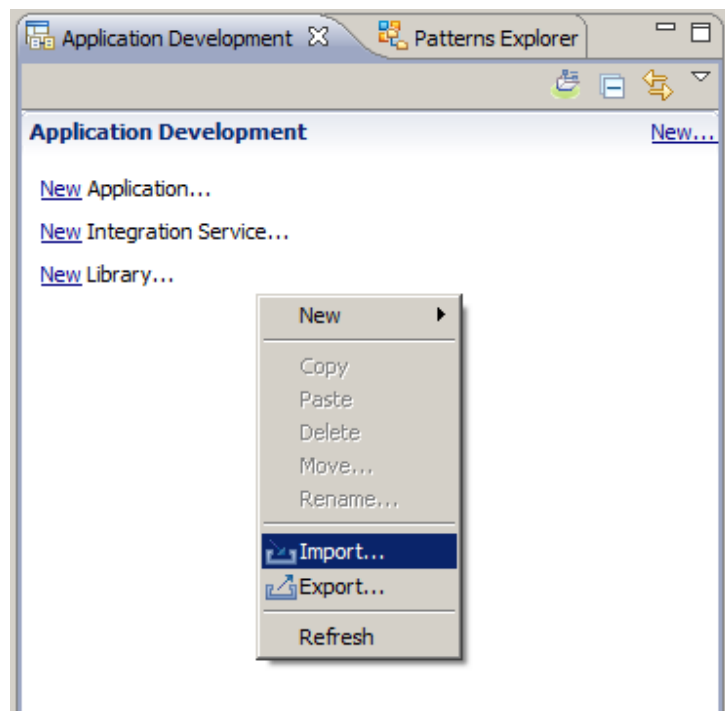 Application Development Patterns Explorer
Application Development New...
New Application...
New Integration Service...
New Library...
New
Copy
Paste
Delete
Move...
Rename...
Import...
Export...
Refresh